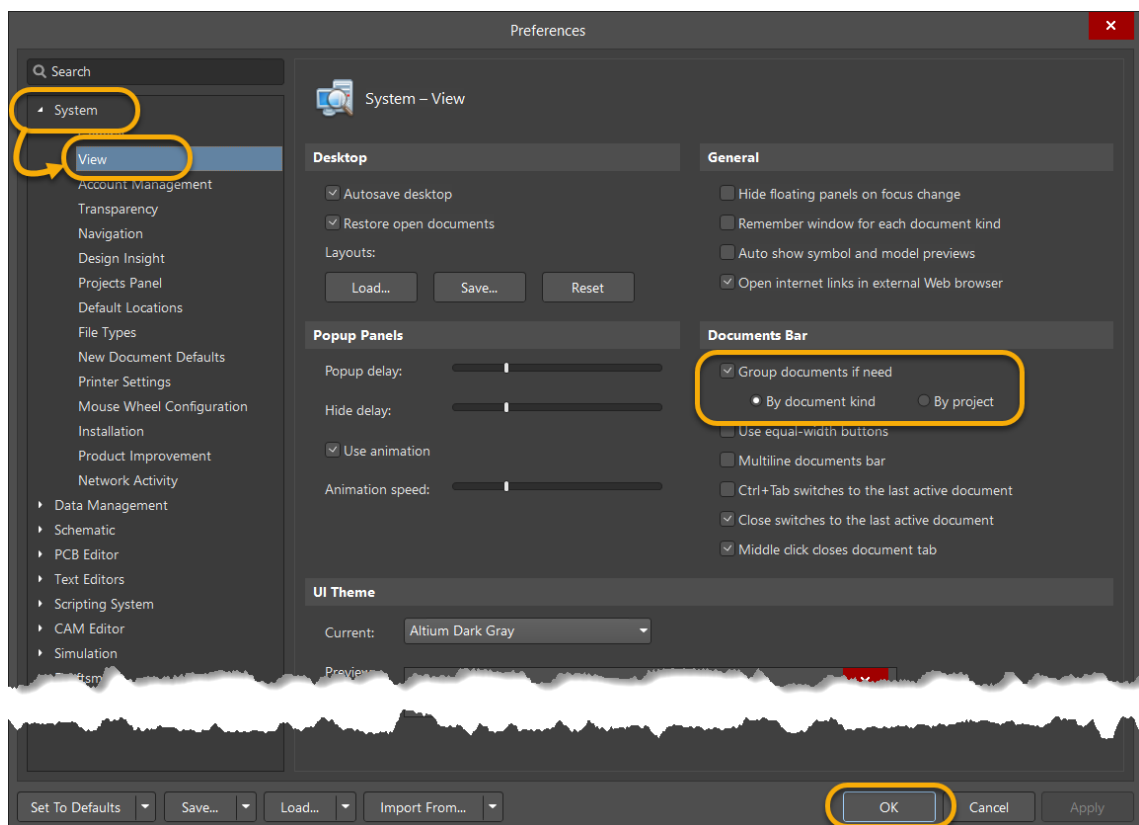 Preferences
Search
System
View
Account Management
Transparency
Navigation
Design Insight
Projects Panel
Default Locations
File Types
New Document Defaults
Printer Settings
Mouse Wheel Configuration
Installation
Product Improvement
Network Activity
Data Management
Schematic
PCB Editor
Text Editors
Scripting System
CAM Editor
Simulation
System – View
Desktop
Autosave desktop
Restore open documents
Layouts:
Load... Save... Reset
Popup Panels
Popup delay:
Hide delay:
Use animation
Animation speed:
General
Hide floating panels on focus change
Remember window for each document kind
Auto show symbol and model previews
Open internet links in external Web browser
Documents Bar
Group documents if need
By document kind By project
Use equal-width buttons
Multiline documents bar
Ctrl+Tab switches to the last active document
Close switches to the last active document
Middle click closes document tab
UI Theme
Current: Altium Dark Gray
Preview
Set To Defaults Save... Load... Import From... OK Cancel Apply